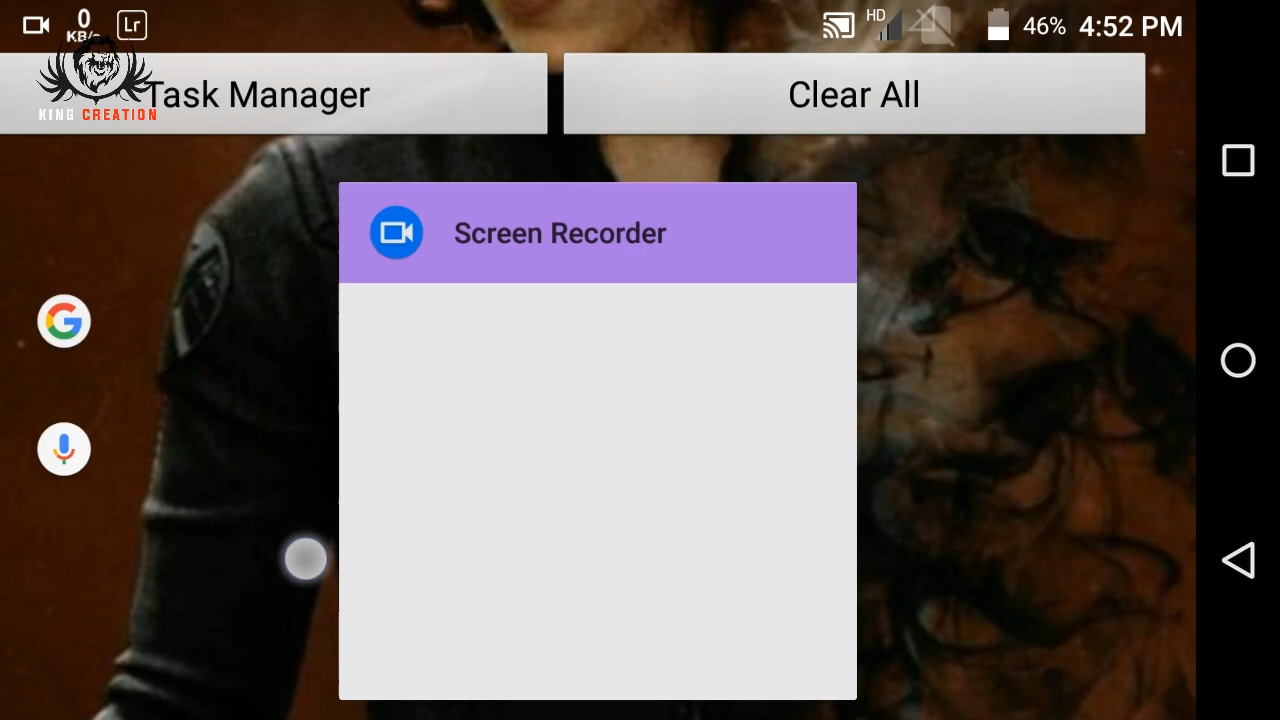 0
KB/s
Lr
HD
46% 4:52 PM
Task Manager
Clear All
KING CREATION
Screen Recorder